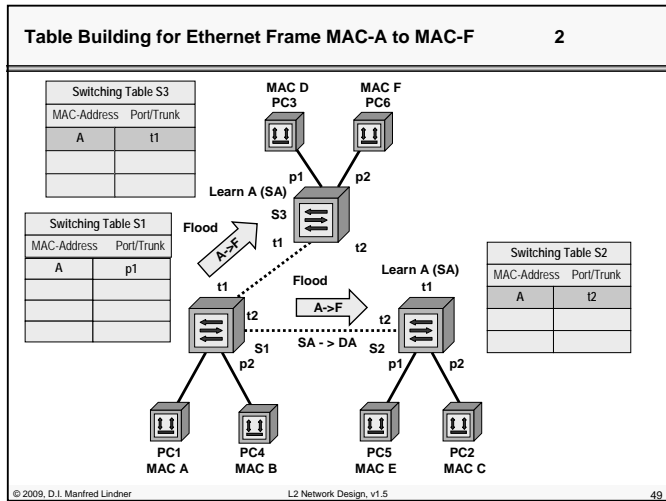 Table Building for Ethernet Frame MAC-A to MAC-F 2
Switching Table S3
MAC-Address Port/Trunk
A t1
MAC D
PC3
MAC F
PC6
p1
p2
Learn A (SA)
S3
t1
t2
Switching Table S1
MAC-Address Port/Trunk
A p1
Flood
A->F
Flood
A->F
Learn A (SA)
t1
Switching Table S2
MAC-Address Port/Trunk
A t2
t1
t2
t2
SA - > DA
S1
S2
p2
p1
p2
PC1
MAC A
PC4
MAC B
PC5
MAC E
PC2
MAC C
© 2009, D.I. Manfred Lindner L2 Network Design, v1.5 49